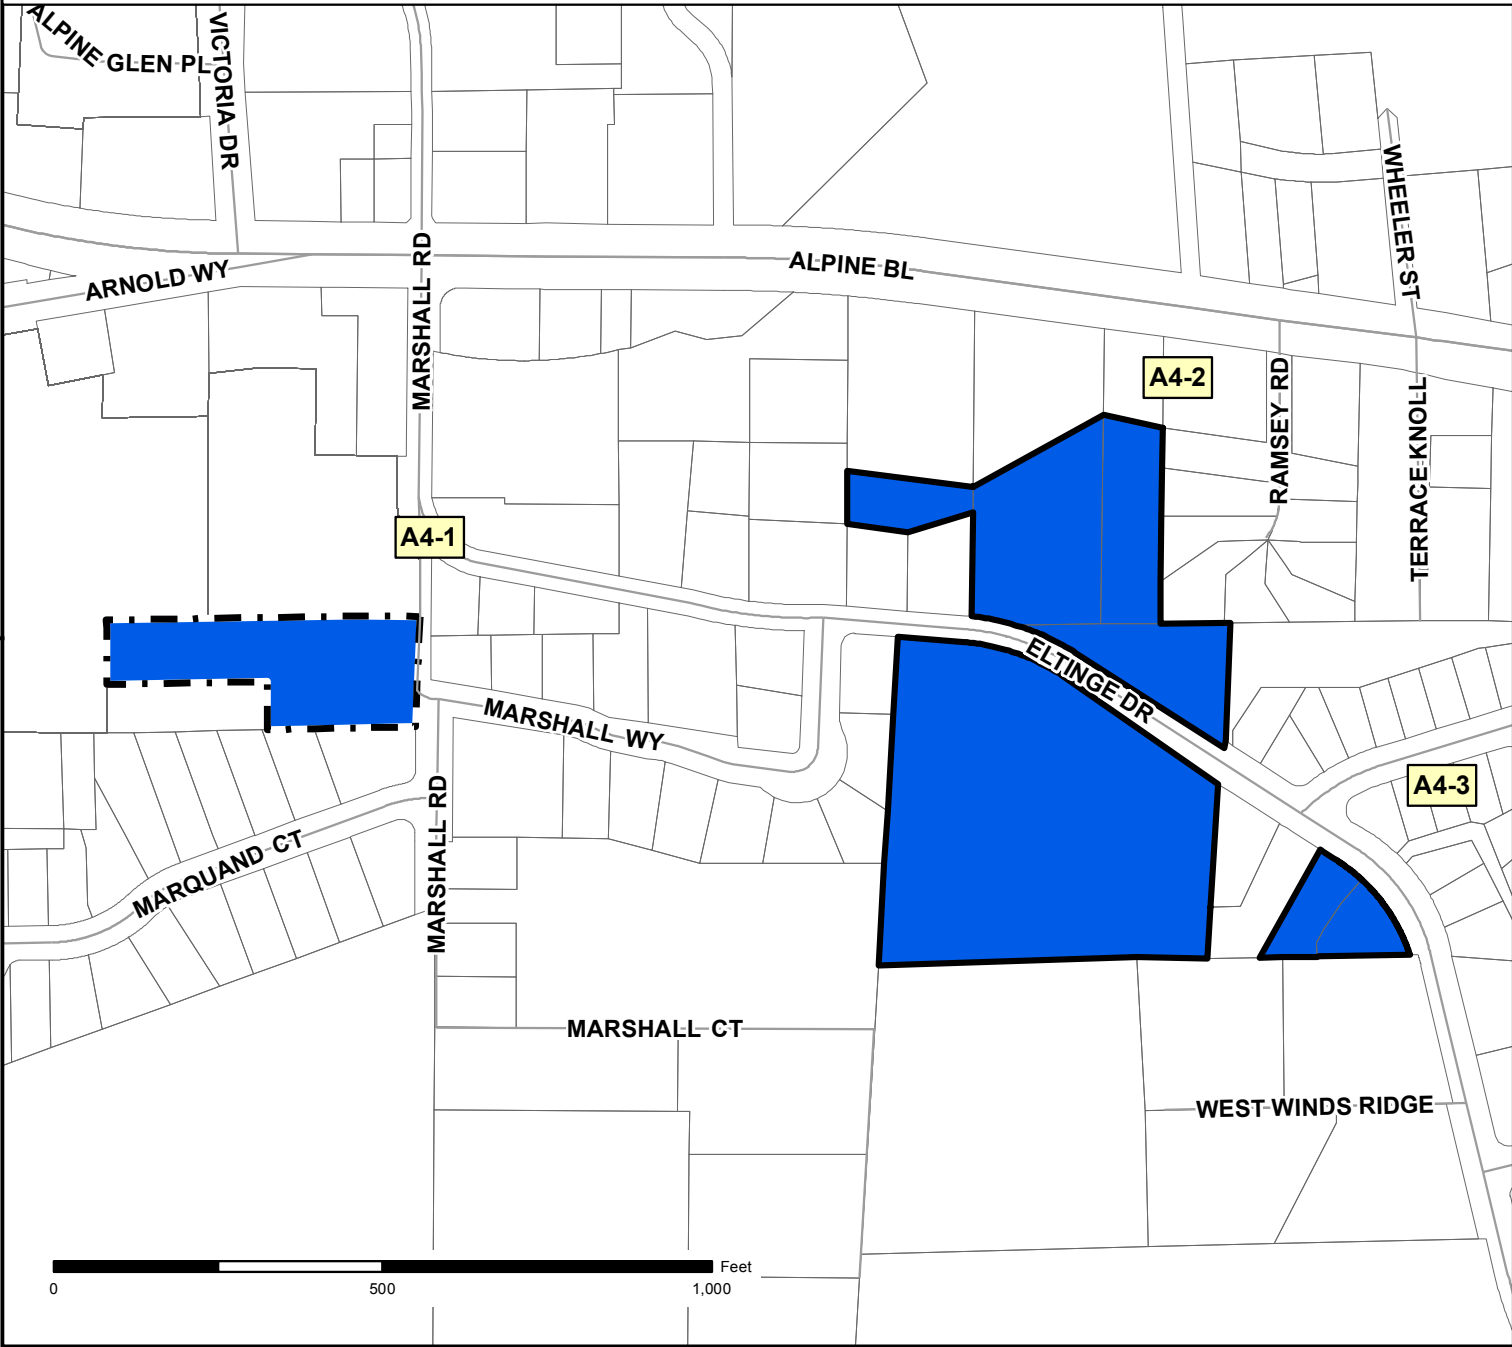 ALPINE GLEN PL
VICTORIA DR
ARNOLD WY
MARSHALL RD
ALPINE BL
WHEELER ST
A4-2
RAMSEY RD
TERRACE KNOLL
A4-1
ELTINGE DR
MARSHALL WY
A4-3
MARQUAND CT
MARSHALL RD
MARSHALL CT
WEST WINDS RIDGE
Feet
0 500 1,000